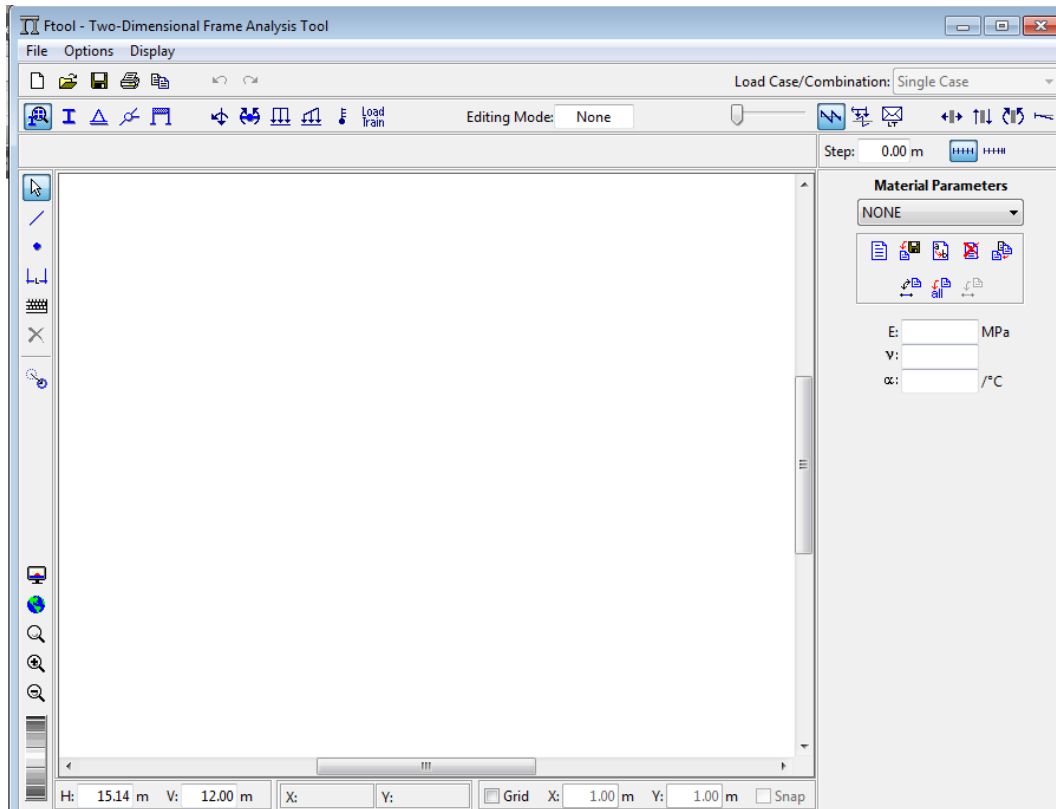 Ftool - Two-Dimensional Frame Analysis Tool
File Options Display
Load Case/Combination: Single Case
Load Train
Editing Mode: None
LT
Step: 0.00 m
Material Parameters
NONE
L
a b
all
E: MPa
ν:
α: /°C
H: 15.14 m V: 12.00 m X: Y: Grid X: 1.00 m Y: 1.00 m Snap